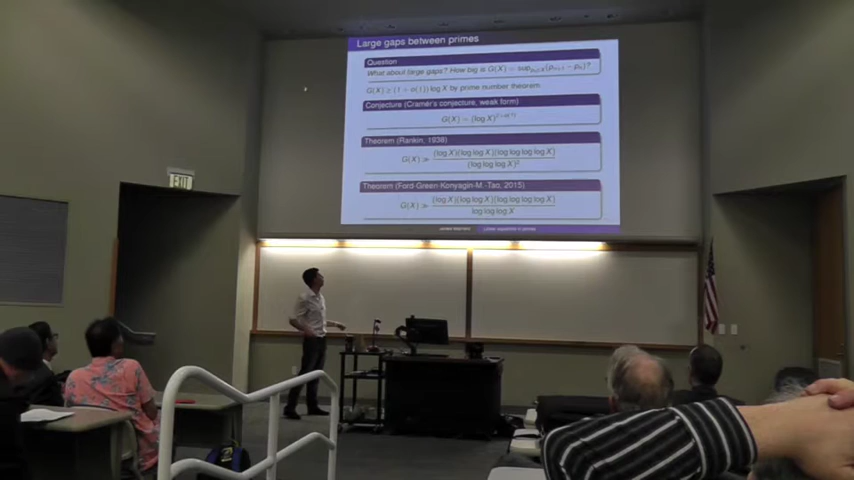 Large gaps between primes
Question
What about large gaps? How big is G(X) = sup_{p_n≤X}(p_{n+1} − p_n)?
G(X) ≥ (1 + o(1)) log X by prime number theorem
Conjecture (Cramér's conjecture, weak form)
G(X) = (log X)^{2+o(1)}
Theorem (Rankin, 1938)
G(X) ≫ (log X)(log log X)(log log log log X)
(log log log X)²
Theorem (Ford-Green-Konyagin-M.-Tao, 2015)
G(X) ≫ (log X)(log log X)(log log log log X)
log log log X
EXIT